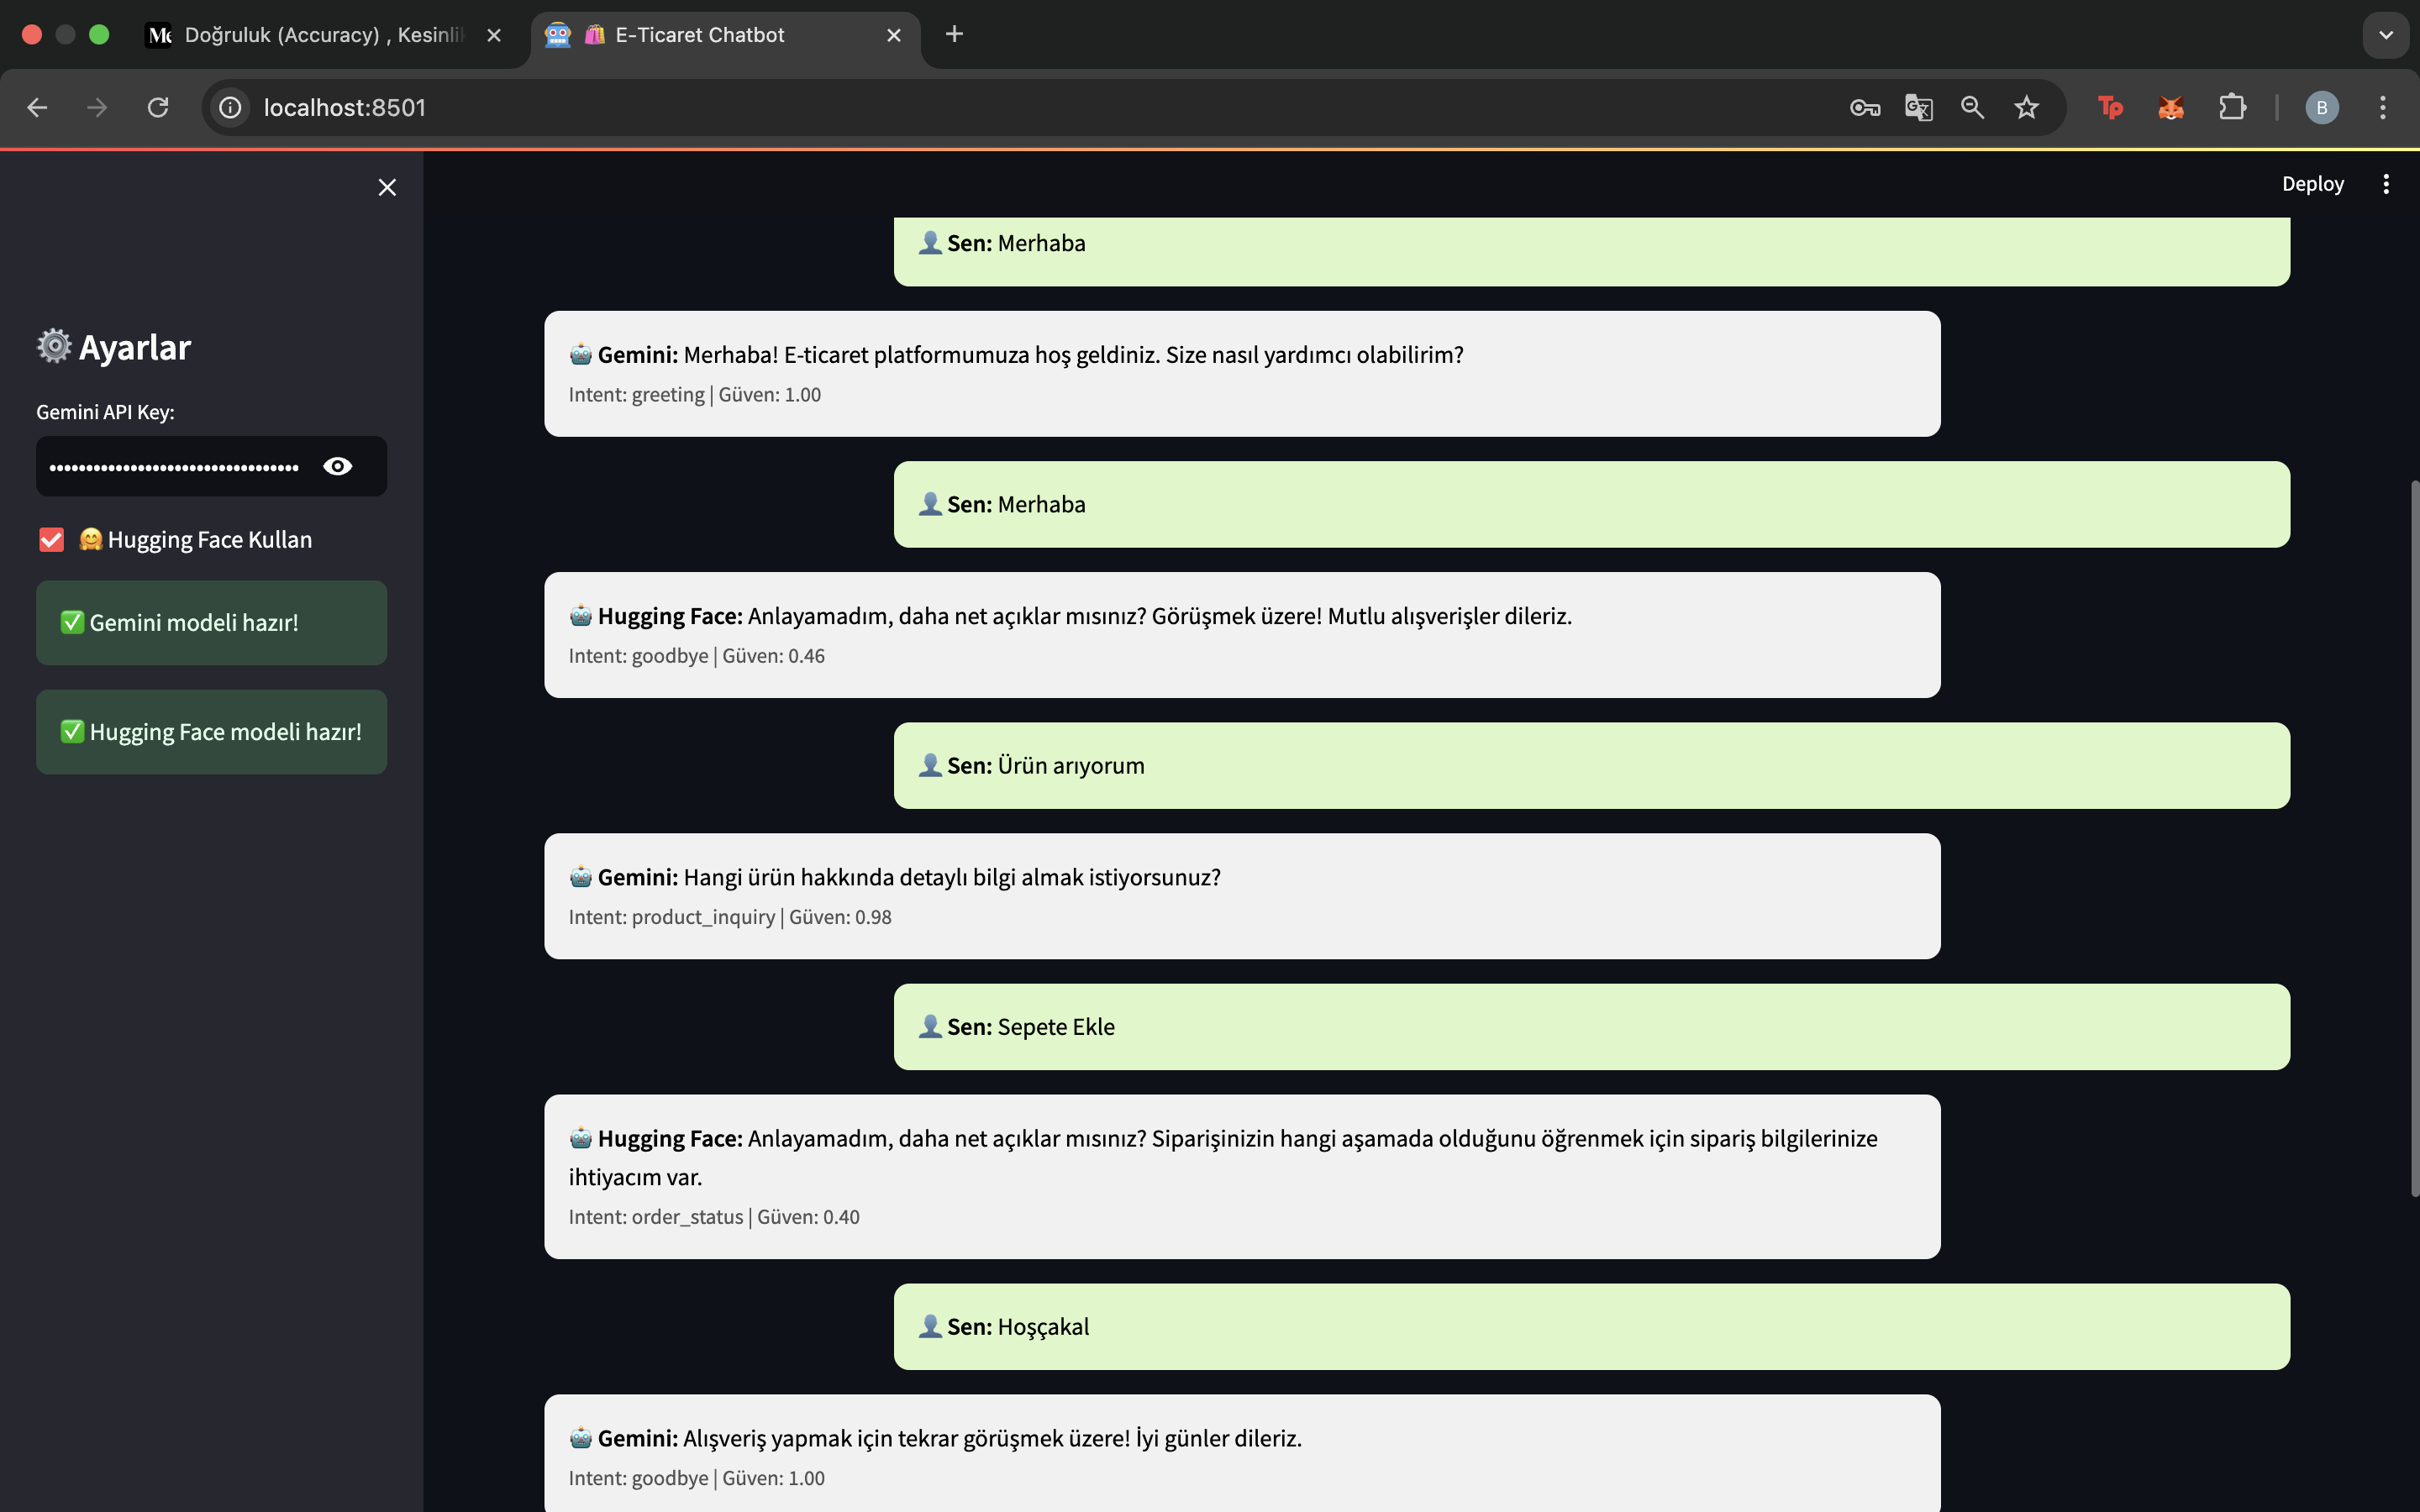 Doğruluk (Accuracy) , Kesinlik
E-Ticaret Chatbot
localhost:8501
Tp
B
Deploy
Ayarlar
Gemini API Key:
Hugging Face Kullan
Gemini modeli hazır!
Hugging Face modeli hazır!
Sen: Merhaba
Gemini: Merhaba! E-ticaret platformumuza hoş geldiniz. Size nasıl yardımcı olabilirim?
Intent: greeting | Güven: 1.00
Sen: Merhaba
Hugging Face: Anlayamadım, daha net açıklar mısınız? Görüşmek üzere! Mutlu alışverişler dileriz.
Intent: goodbye | Güven: 0.46
Sen: Ürün arıyorum
Gemini: Hangi ürün hakkında detaylı bilgi almak istiyorsunuz?
Intent: product_inquiry | Güven: 0.98
Sen: Sepete Ekle
Hugging Face: Anlayamadım, daha net açıklar mısınız? Siparişinizin hangi aşamada olduğunu öğrenmek için sipariş bilgilerinize
ihtiyacım var.
Intent: order_status | Güven: 0.40
Sen: Hoşçakal
Gemini: Alışveriş yapmak için tekrar görüşmek üzere! İyi günler dileriz.
Intent: goodbye | Güven: 1.00